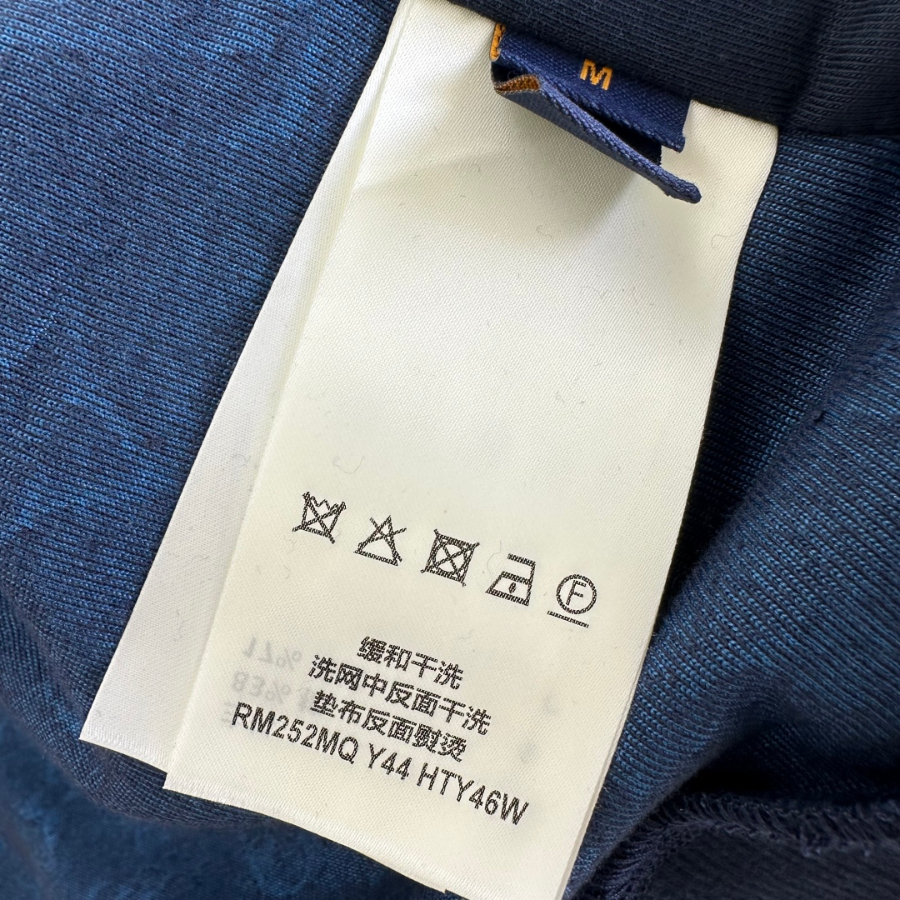 M
F
缓和干洗
洗网中反面干洗
垫布反面熨烫
RM252MQ Y44 HTY46W